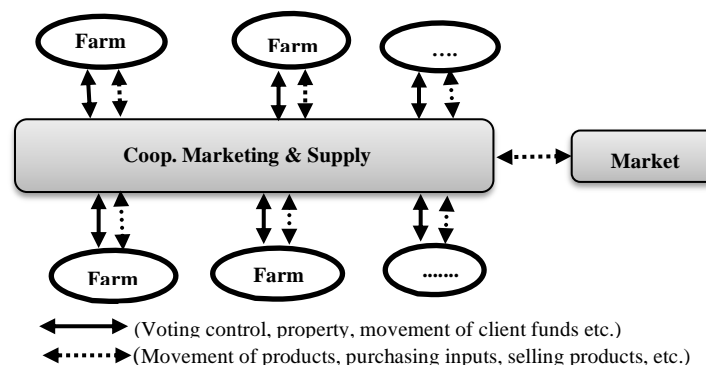 Farm
Farm
....
Coop. Marketing & Supply
Market
Farm
Farm
.......
(Voting control, property, movement of client funds etc.)
(Movement of products, purchasing inputs, selling products, etc.)